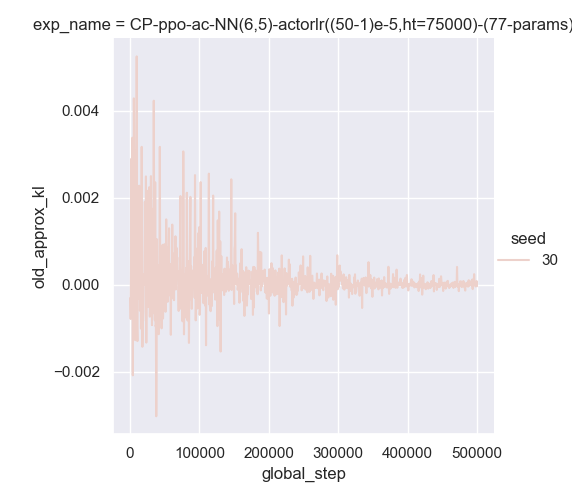 exp_name = CP-ppo-ac-NN(6,5)-actorlr((50-1)e-5,ht=75000)-(77-params)
0.004
0.002
0.000
−0.002
old_approx_kl
0
100000
200000
300000
400000
500000
global_step
seed
30